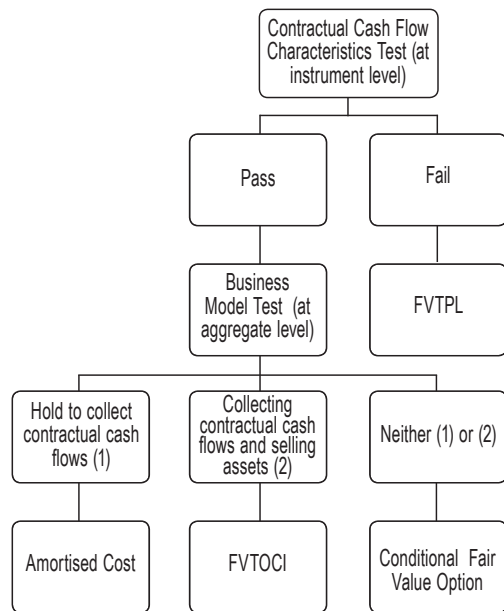 Contractual Cash Flow
Characteristics Test (at
instrument level)
Pass
Fail
Business
Model Test (at
aggregate level)
FVTPL
Hold to collect
contractual cash
flows (1)
Collecting
contractual cash
flows and selling
assets (2)
Neither (1) or (2)
Amortised Cost
FVTOCI
Conditional Fair
Value Option